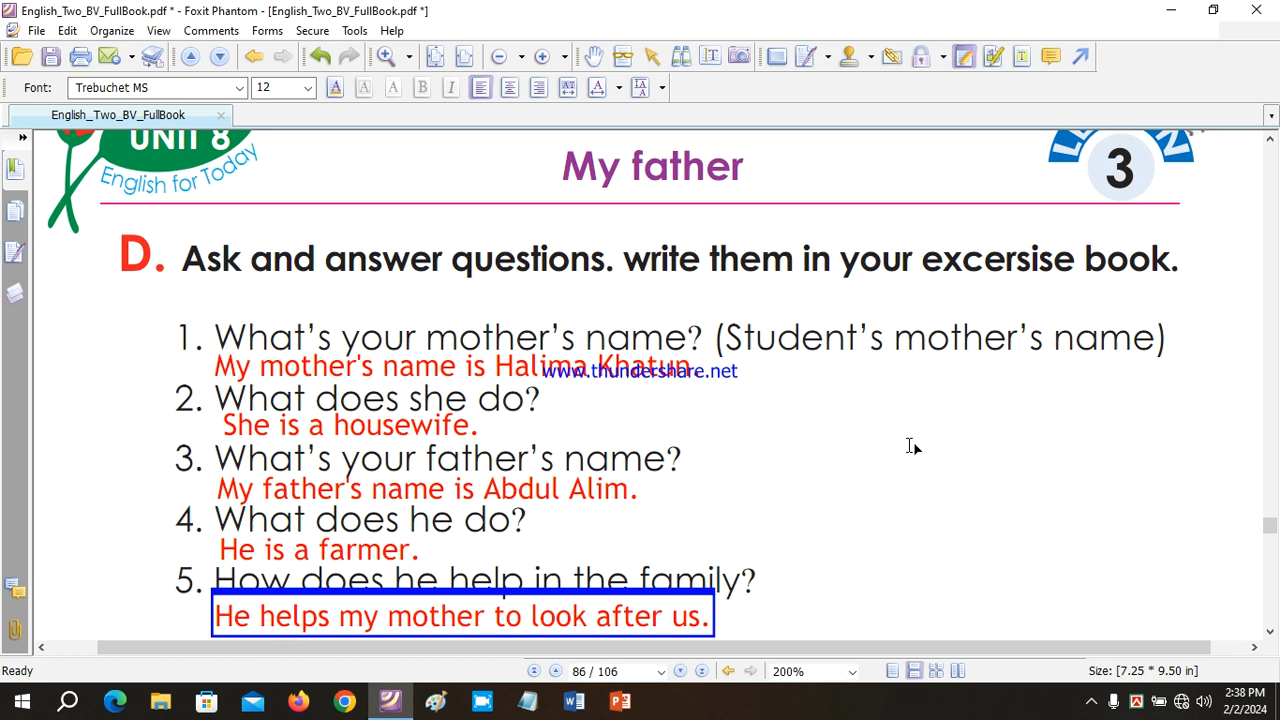 English_Two_BV_FullBook.pdf * - Foxit Phantom - [English_Two_BV_FullBook.pdf *]
File Edit Organize View Comments Forms Secure Tools Help
Font: Trebuchet MS 12
English_Two_BV_FullBook
UNIT 8
English for Today
My father
3
D. Ask and answer questions. write them in your excersise book.
1. What's your mother's name? (Student's mother's name)
My mother's name is Halima Khatun.
www.thundershare.net
2. What does she do?
She is a housewife.
3. What's your father's name?
My father's name is Abdul Alim.
4. What does he do?
He is a farmer.
5. How does he help in the family?
He helps my mother to look after us.
Ready 86 / 106 200% Size: [7.25 * 9.50 in]
2:38 PM
2/2/2024